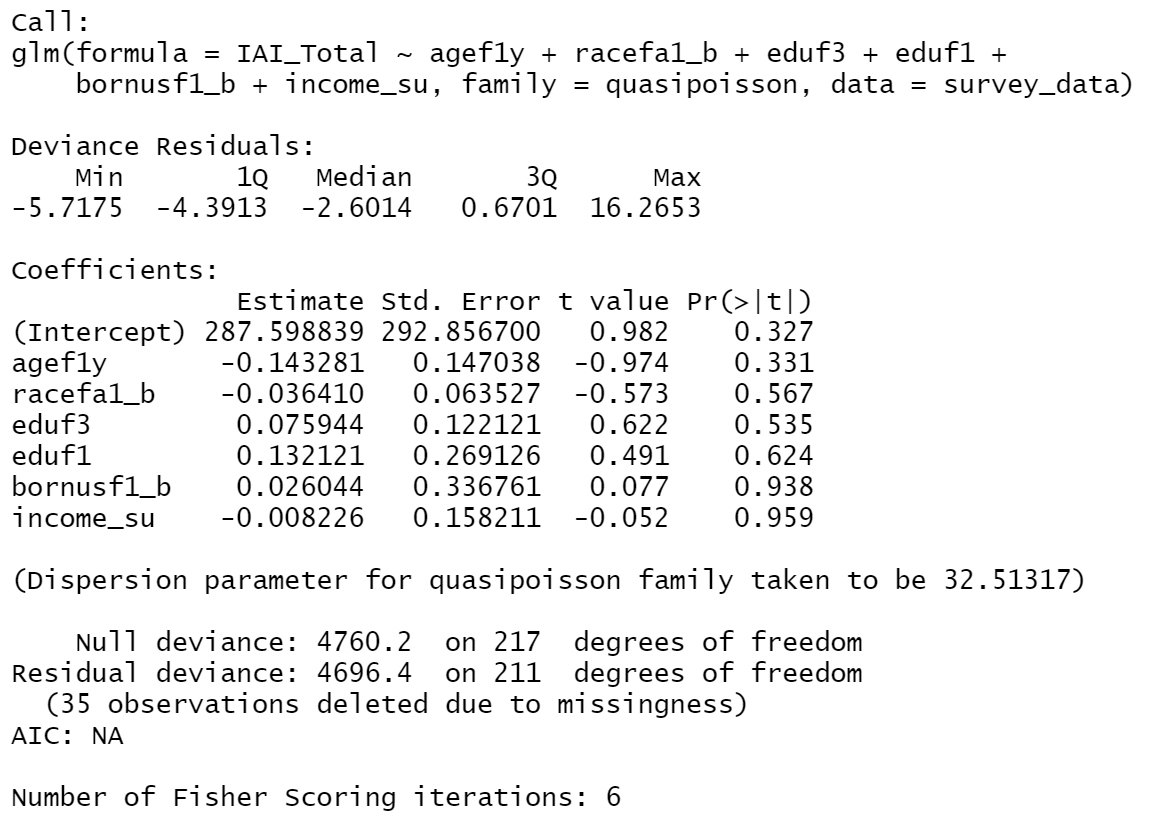 Call:
glm(formula = IAI_Total ~ agef1y + racefa1_b + eduf3 + eduf1 +
    bornusf1_b + income_su, family = quasipoisson, data = survey_data)

Deviance Residuals:
    Min       1Q   Median       3Q      Max
-5.7175  -4.3913  -2.6014   0.6701  16.2653

Coefficients:
              Estimate Std. Error t value Pr(>|t|)
(Intercept) 287.598839 292.856700   0.982    0.327
agef1y       -0.143281   0.147038  -0.974    0.331
racefa1_b    -0.036410   0.063527  -0.573    0.567
eduf3         0.075944   0.122121   0.622    0.535
eduf1         0.132121   0.269126   0.491    0.624
bornusf1_b    0.026044   0.336761   0.077    0.938
income_su    -0.008226   0.158211  -0.052    0.959

(Dispersion parameter for quasipoisson family taken to be 32.51317)

    Null deviance: 4760.2  on 217  degrees of freedom
Residual deviance: 4696.4  on 211  degrees of freedom
  (35 observations deleted due to missingness)
AIC: NA

Number of Fisher Scoring iterations: 6